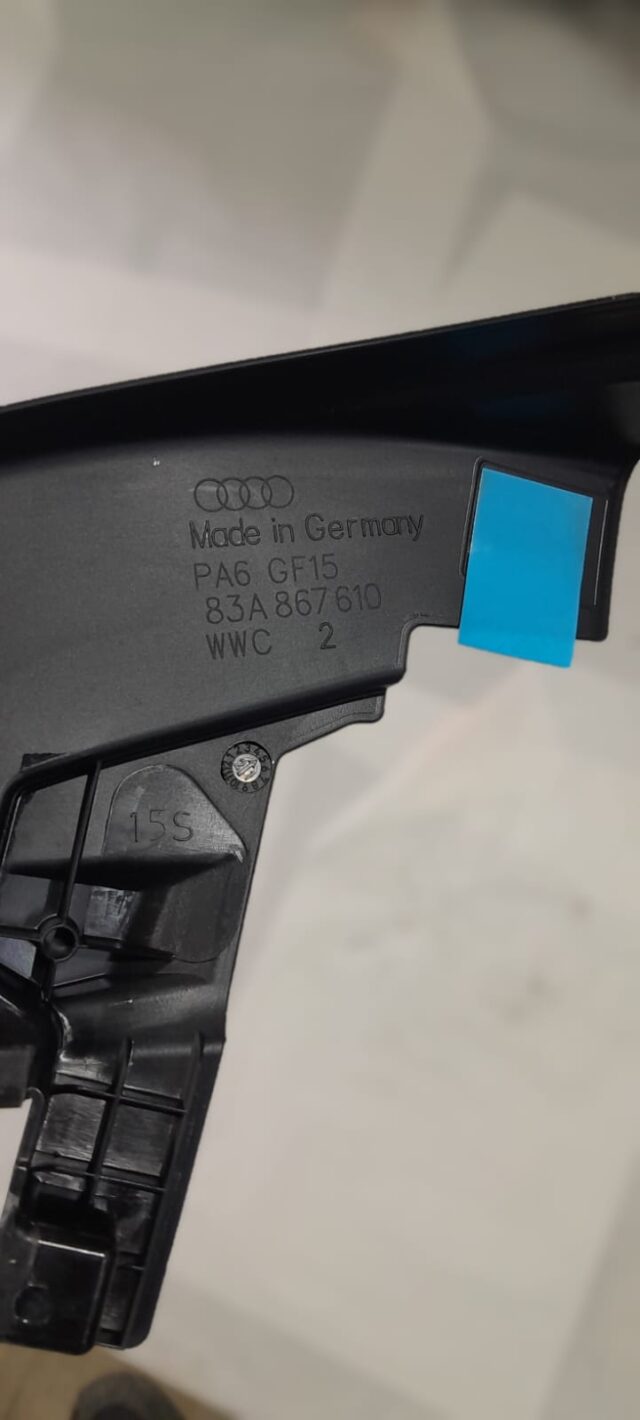 Made in Germany
PA6 GF15
83A 867 610
WWC 2
15S